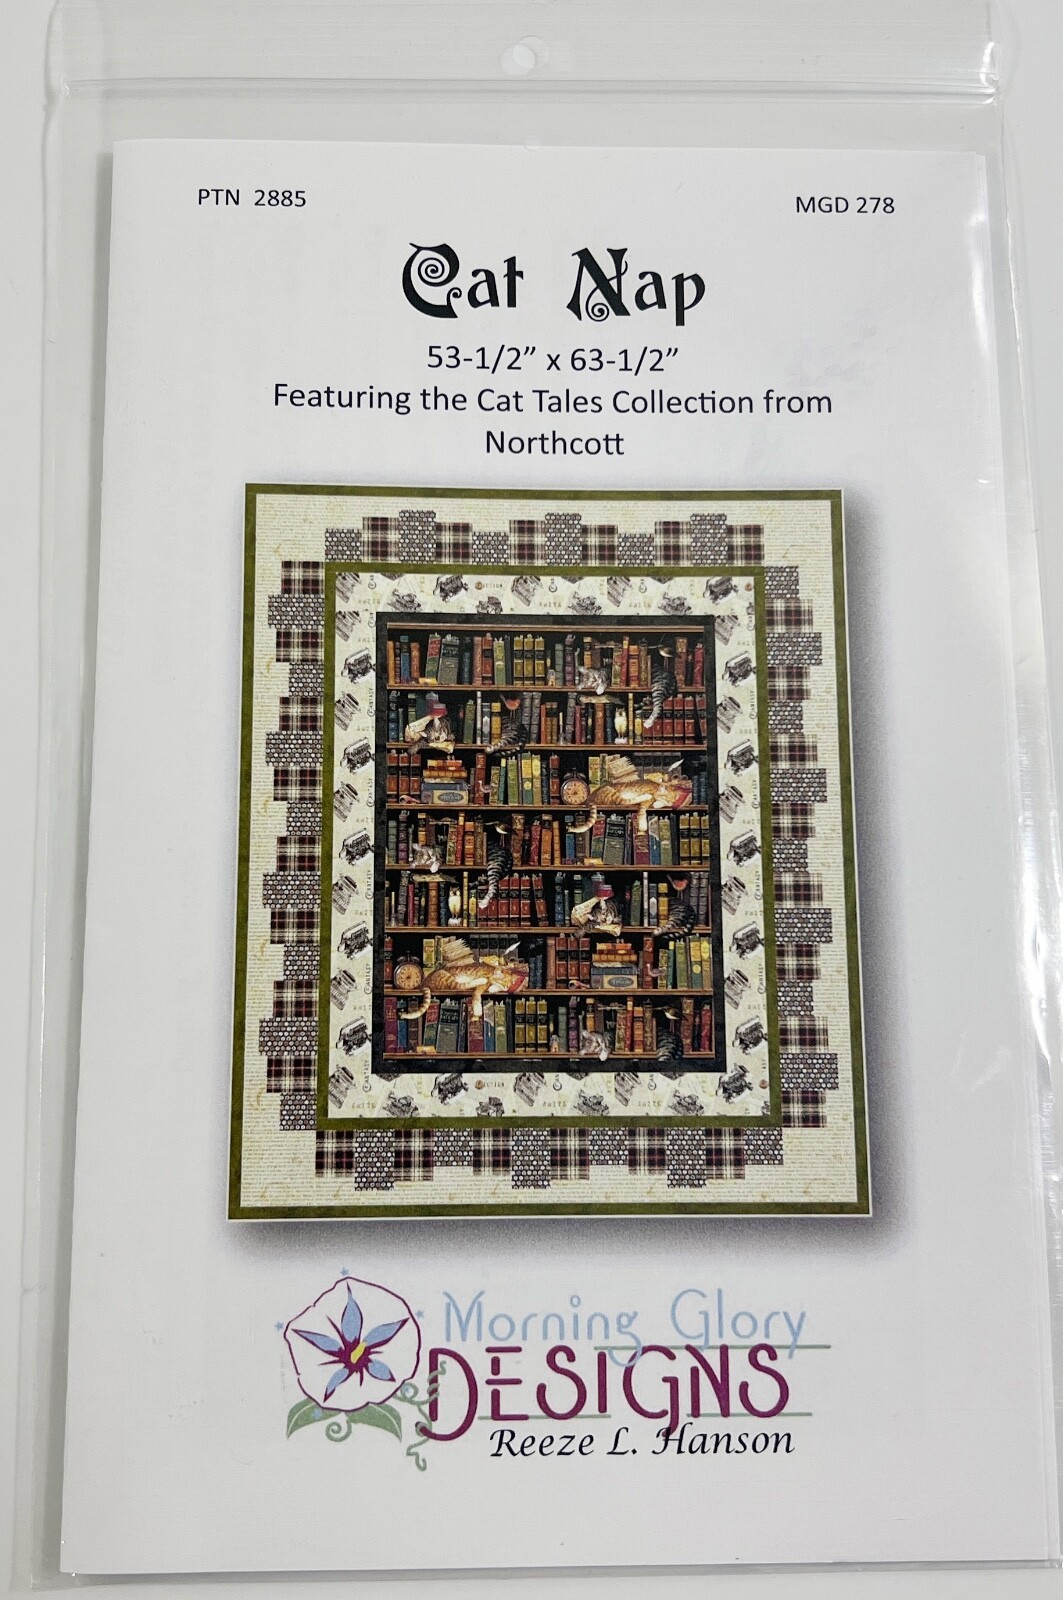 PTN 2885
MGD 278
Cat Nap
53-1/2” x 63-1/2”
Featuring the Cat Tales Collection from
Northcott
Morning Glory
DESIGNS
Reeze L. Hanson